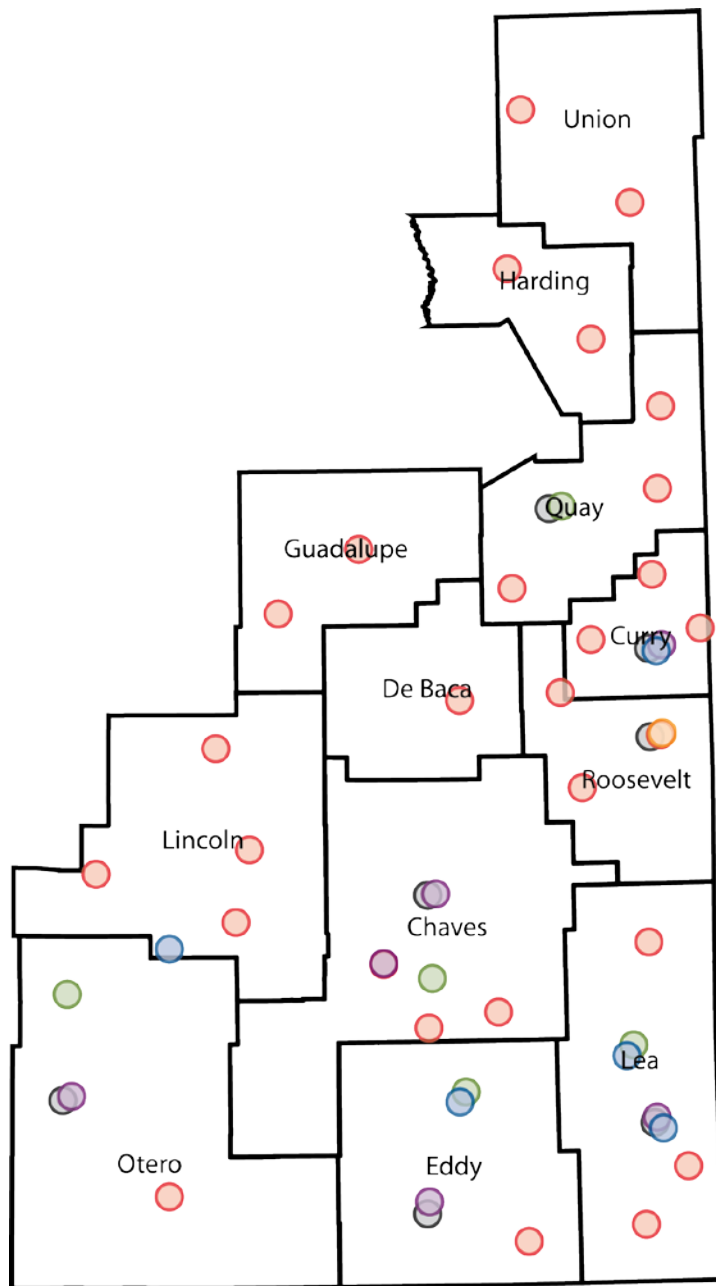 Union
Harding
Quay
Guadalupe
Curry
De Baca
Roosevelt
Lincoln
Chaves
Lea
Otero
Eddy